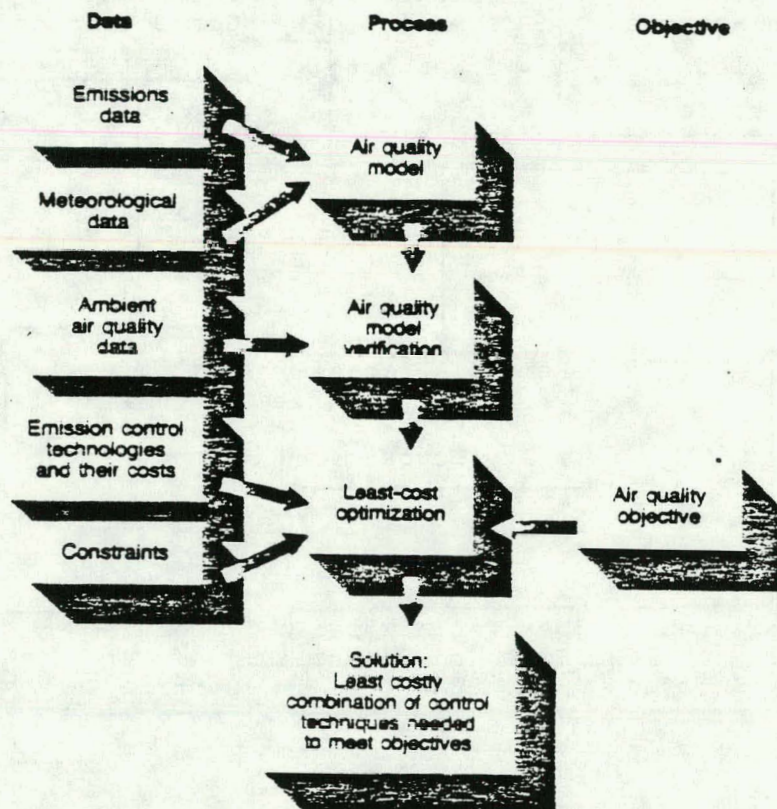 Data Process Objective
Emissions
data
Air quality
model
Meteorological
data
Ambient
air quality
data
Air quality
model
verification
Emission control
technologies
and their costs
Least-cost
optimization
Air quality
objective
Constraints
Solution:
Least costly
combination of control
techniques needed
to meet objectives